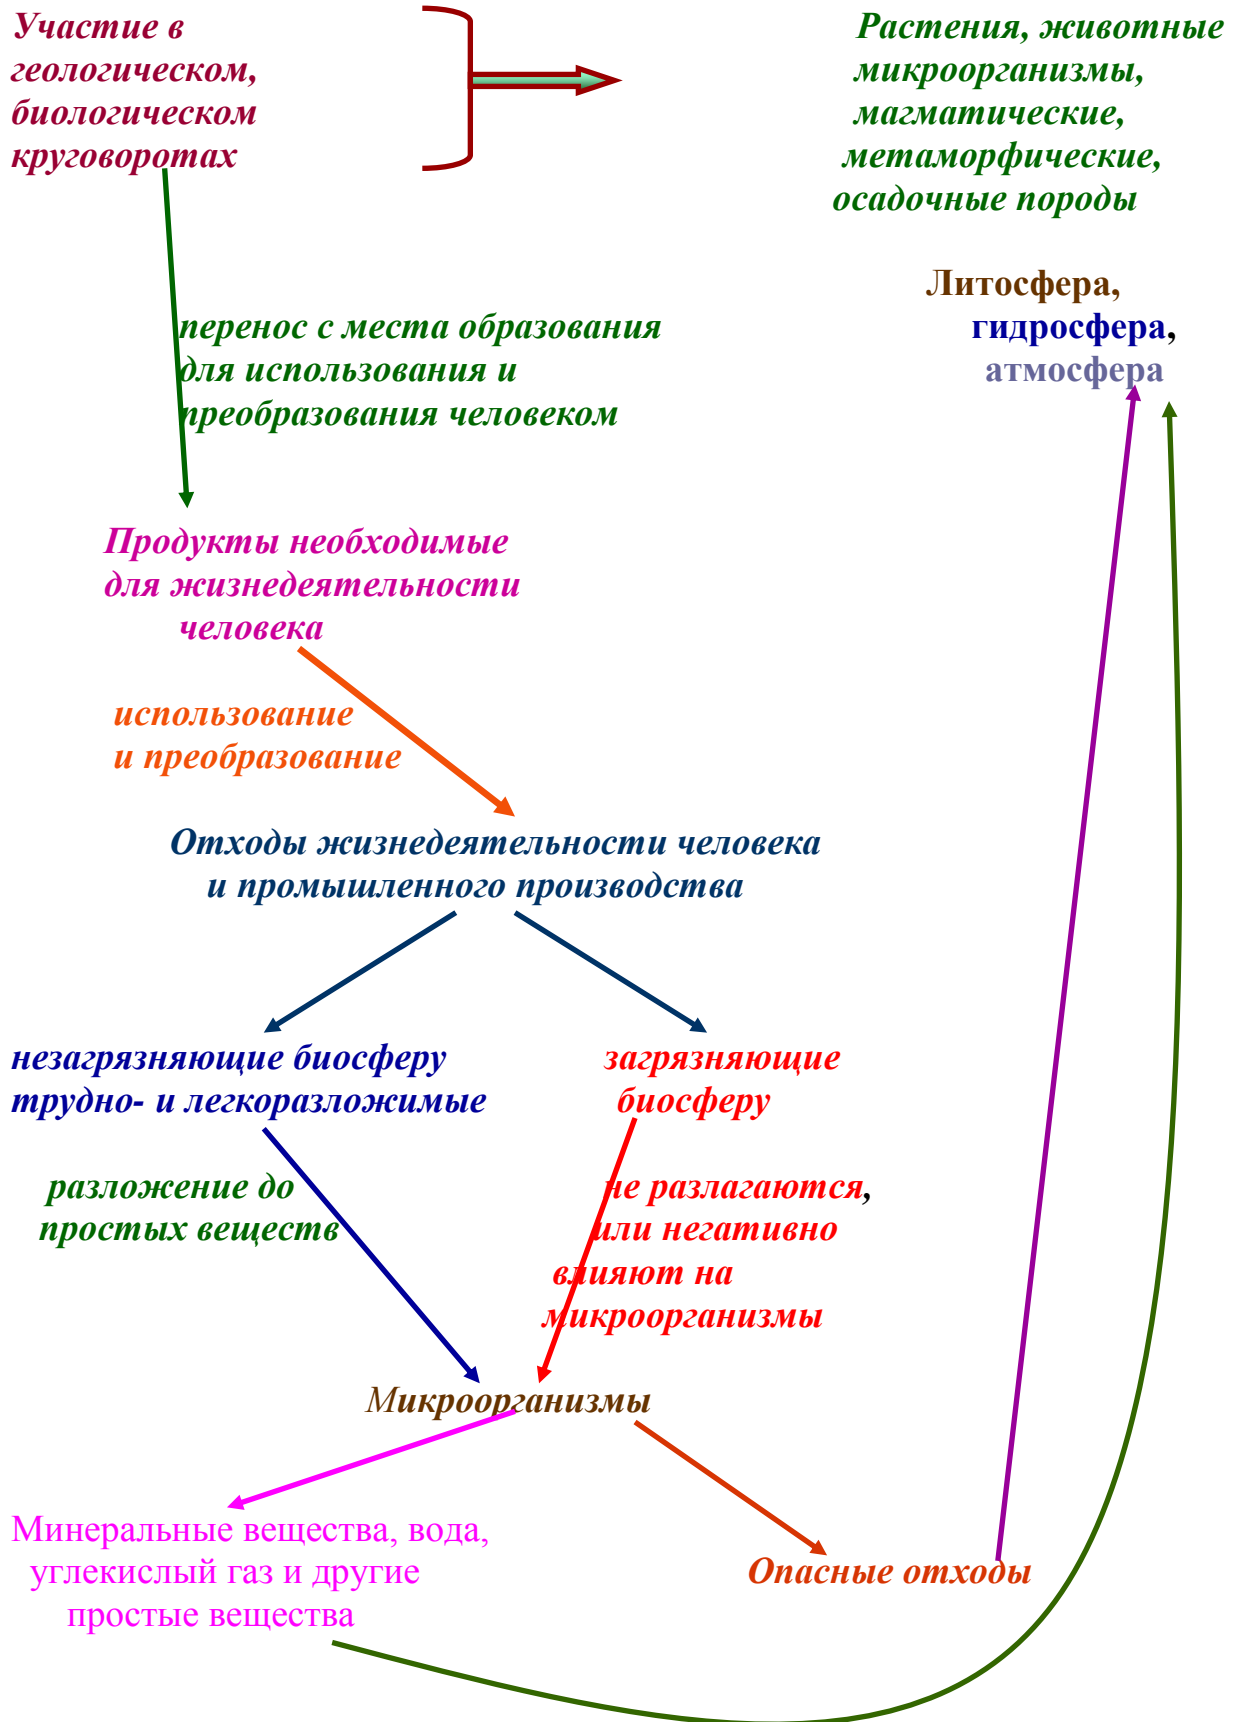 Участие в
геологическом,
биологическом
круговоротах
Растения, животные
микроорганизмы,
магматические,
метаморфические,
осадочные породы
Литосфера,
гидросфера,
атмосфера
перенос с места образования
для использования и
преобразования человеком
Продукты необходимые
для жизнедеятельности
человека
использование
и преобразование
Отходы жизнедеятельности человека
и промышленного производства
незагрязняющие биосферу
трудно- и легкоразложимые
загрязняющие
биосферу
разложение до
простых веществ
не разлагаются,
или негативно
влияют на
микроорганизмы
Микроорганизмы
Минеральные вещества, вода,
углекислый газ и другие
простые вещества
Опасные отходы